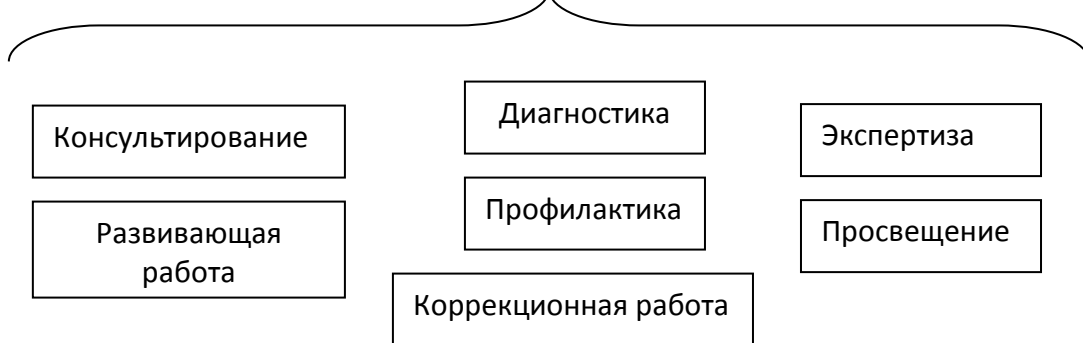 Консультирование
Диагностика
Экспертиза
Развивающая
работа
Профилактика
Просвещение
Коррекционная работа